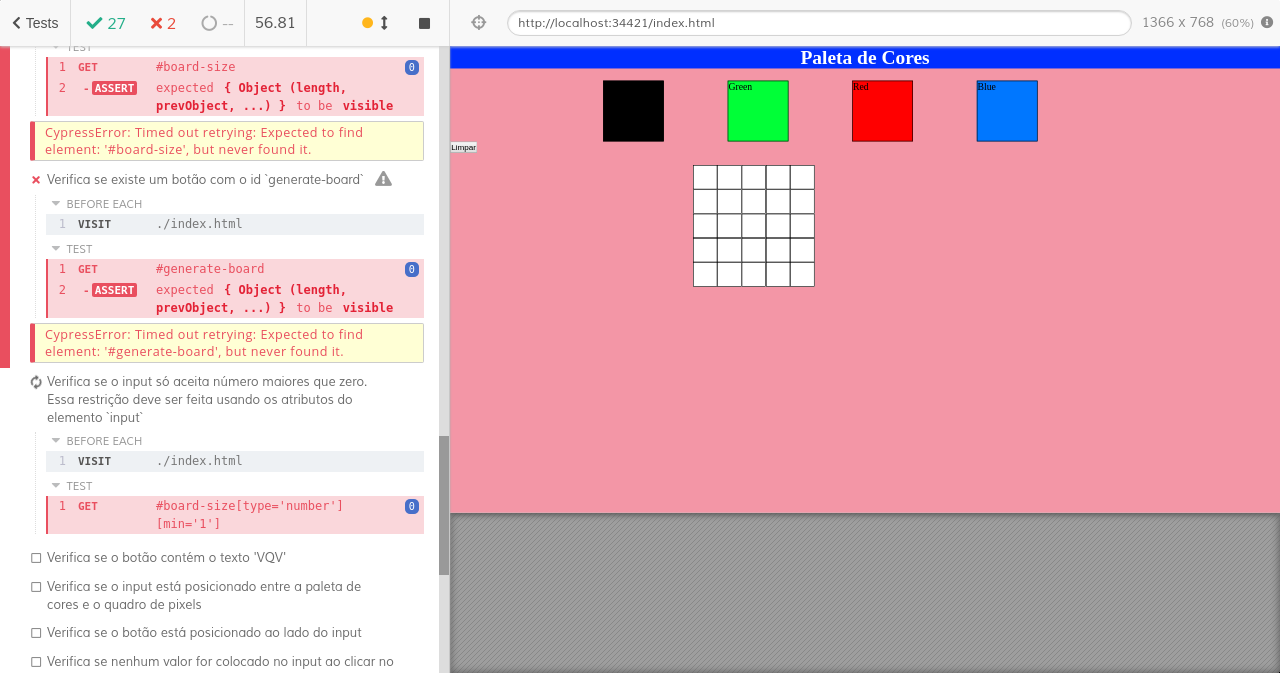 Tests
27
2
--
56.81
http://localhost:34421/index.html
1366 x 768 (60%)
TEST
1 GET #board-size 0
2 -ASSERT expected { Object (length,
prevObject, ...) } to be visible
CypressError: Timed out retrying: Expected to find
element: '#board-size', but never found it.
Verifica se existe um botão com o id `generate-board`
BEFORE EACH
1 VISIT ./index.html
TEST
1 GET #generate-board 0
2 -ASSERT expected { Object (length,
prevObject, ...) } to be visible
CypressError: Timed out retrying: Expected to find
element: '#generate-board', but never found it.
Verifica se o input só aceita número maiores que zero.
Essa restrição deve ser feita usando os atributos do
elemento `input`
BEFORE EACH
1 VISIT ./index.html
TEST
1 GET #board-size[type='number'] 0
[min='1']
Verifica se o botão contém o texto 'VQV'
Verifica se o input está posicionado entre a paleta de
cores e o quadro de pixels
Verifica se o botão está posicionado ao lado do input
Verifica se nenhum valor for colocado no input ao clicar no
Paleta de Cores
Green
Red
Blue
Limpar